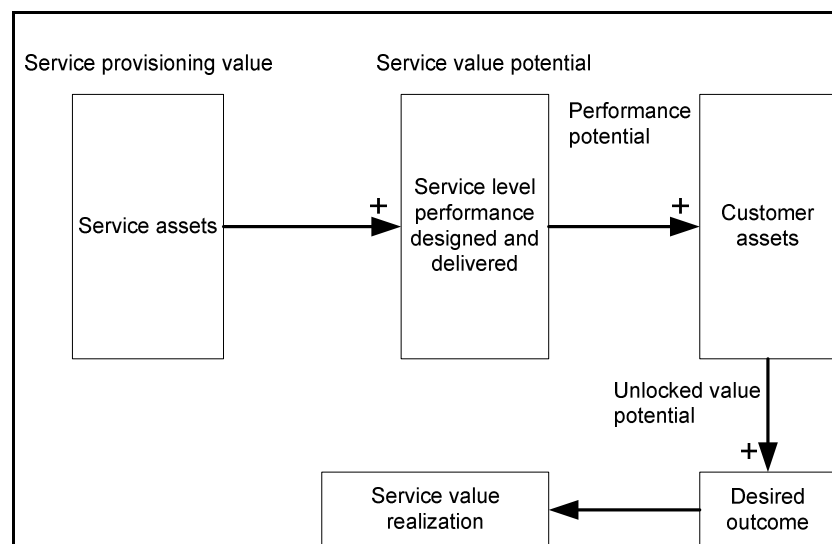 Service provisioning value
Service value potential
Performance
potential
Service assets
+
Service level
performance
designed and
delivered
+
Customer
assets
Unlocked value
potential
+
Service value
realization
Desired
outcome